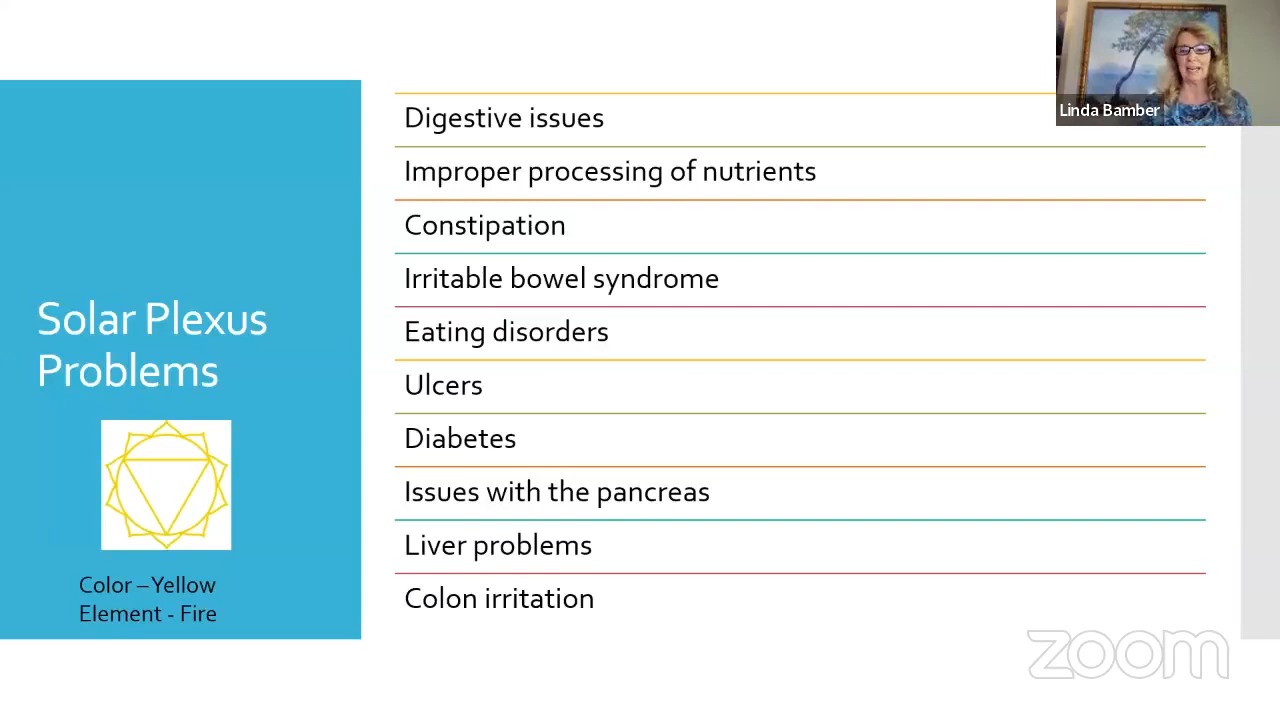 Linda Bamber
Solar Plexus
Problems
Color – Yellow
Element - Fire
Digestive issues
Improper processing of nutrients
Constipation
Irritable bowel syndrome
Eating disorders
Ulcers
Diabetes
Issues with the pancreas
Liver problems
Colon irritation
zoom